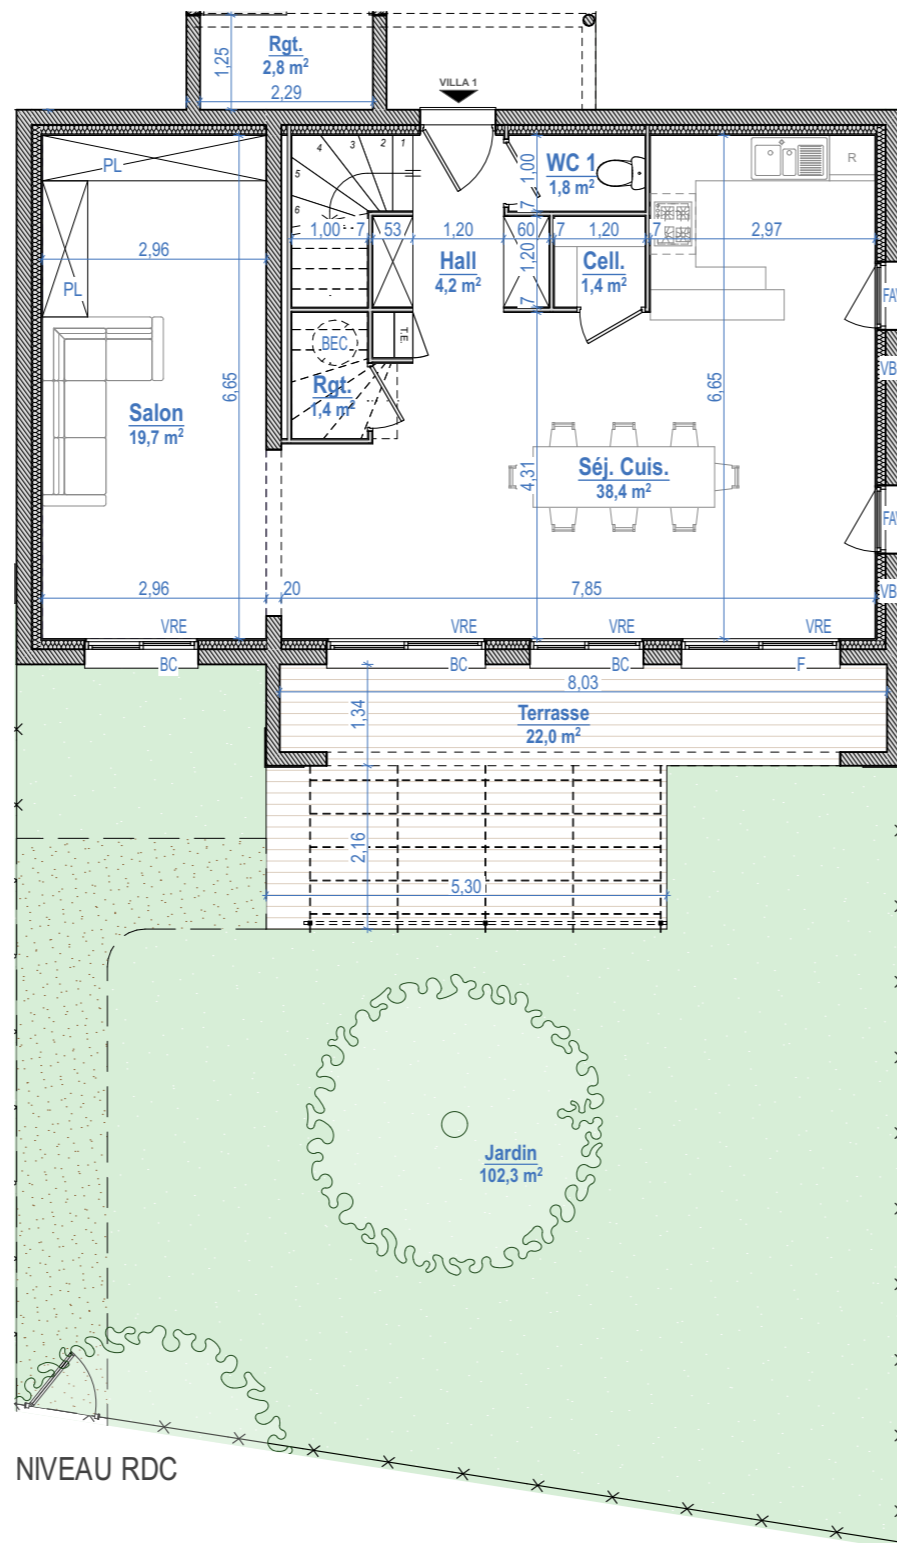 Rgt.
2,8 m²
1,25
2,29
VILLA 1
PL
PL
2,96
6,65
Salon
19,7 m²
2,96
20
1
2
3
4
5
6
1,00
7
53
1,20
60
7
1,20
7
2,97
WC 1
1,8 m²
1,00
7
1,20
7
Hall
4,2 m²
Cell.
1,4 m²
R
T.E.
BEC
Rgt.
1,4 m²
6,65
4,31
Séj. Cuis.
38,4 m²
7,85
FA
VB
FA
VB
VRE
VRE
VRE
VRE
BC
BC
BC
F
8,03
1,34
Terrasse
22,0 m²
2,16
5,30
Jardin
102,3 m²
NIVEAU RDC